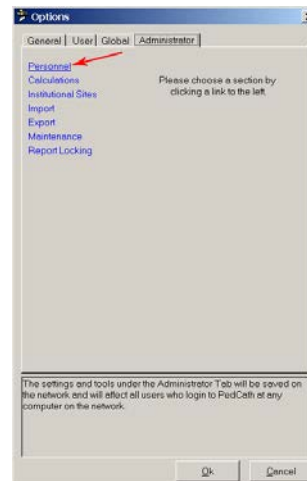 Options
General User Global Administrator
Personnel
Calculations
Institutional Sites
Import
Export
Maintenance
Report Locking
Please choose a section by
clicking a link to the left.
The settings and tools under the Administrator Tab will be saved on
the network and will affect all users who login to PedCath at any
computer on the network.
Ok Cancel